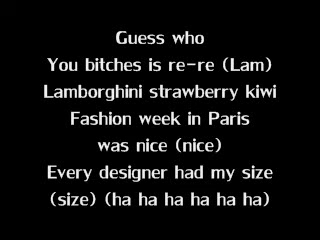 Guess who
You bitches is re-re (Lam)
Lamborghini strawberry kiwi
Fashion week in Paris
was nice (nice)
Every designer had my size
(size) (ha ha ha ha ha ha)